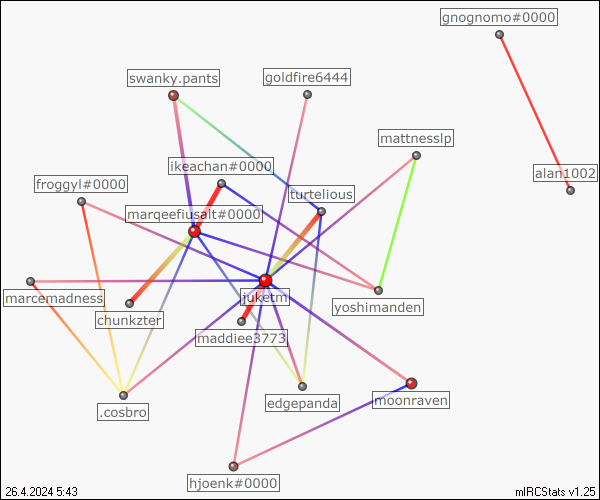 gnognomo#0000
swanky.pants
goldfire6444
mattnesslp
ikeachan#0000
alan1002
froggyl#0000
turtelious
marqeefiusalt#0000
marcemadness
juketm
yoshimanden
chunkzter
maddiee3773
.cosbro
edgepanda
moonraven
hjoenk#0000
26.4.2024 5:43
mIRCStats v1.25